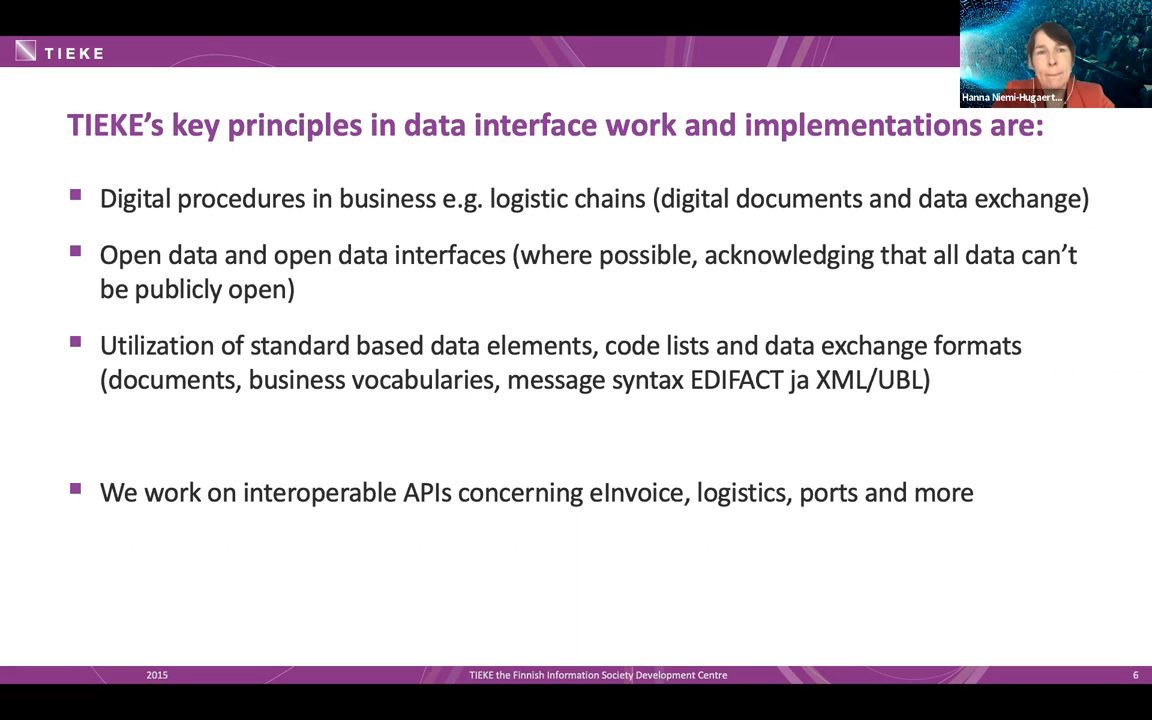 TIEKE
Hanna Niemi-Hugaert...
TIEKE’s key principles in data interface work and implementations are:
Digital procedures in business e.g. logistic chains (digital documents and data exchange)
Open data and open data interfaces (where possible, acknowledging that all data can’t
be publicly open)
Utilization of standard based data elements, code lists and data exchange formats
(documents, business vocabularies, message syntax EDIFACT ja XML/UBL)
We work on interoperable APIs concerning eInvoice, logistics, ports and more
2015
TIEKE the Finnish Information Society Development Centre
6